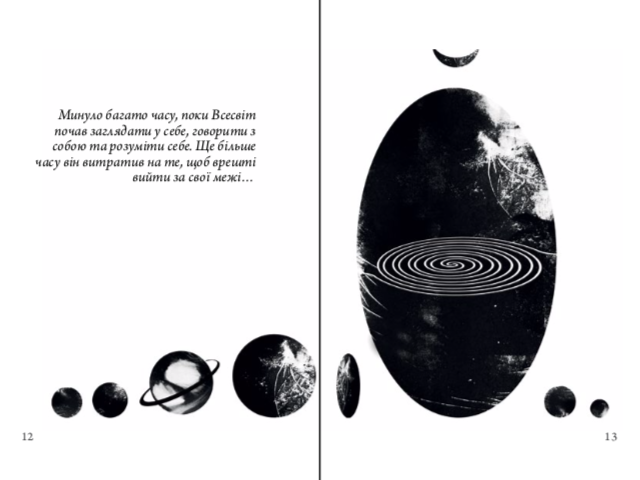 Минуло багато часу, поки Всесвіт
почав заглядати у себе, говорити з
собою та розуміти себе. Ще більше
часу він витратив на те, щоб врешті
вийти за свої межі…
12
13